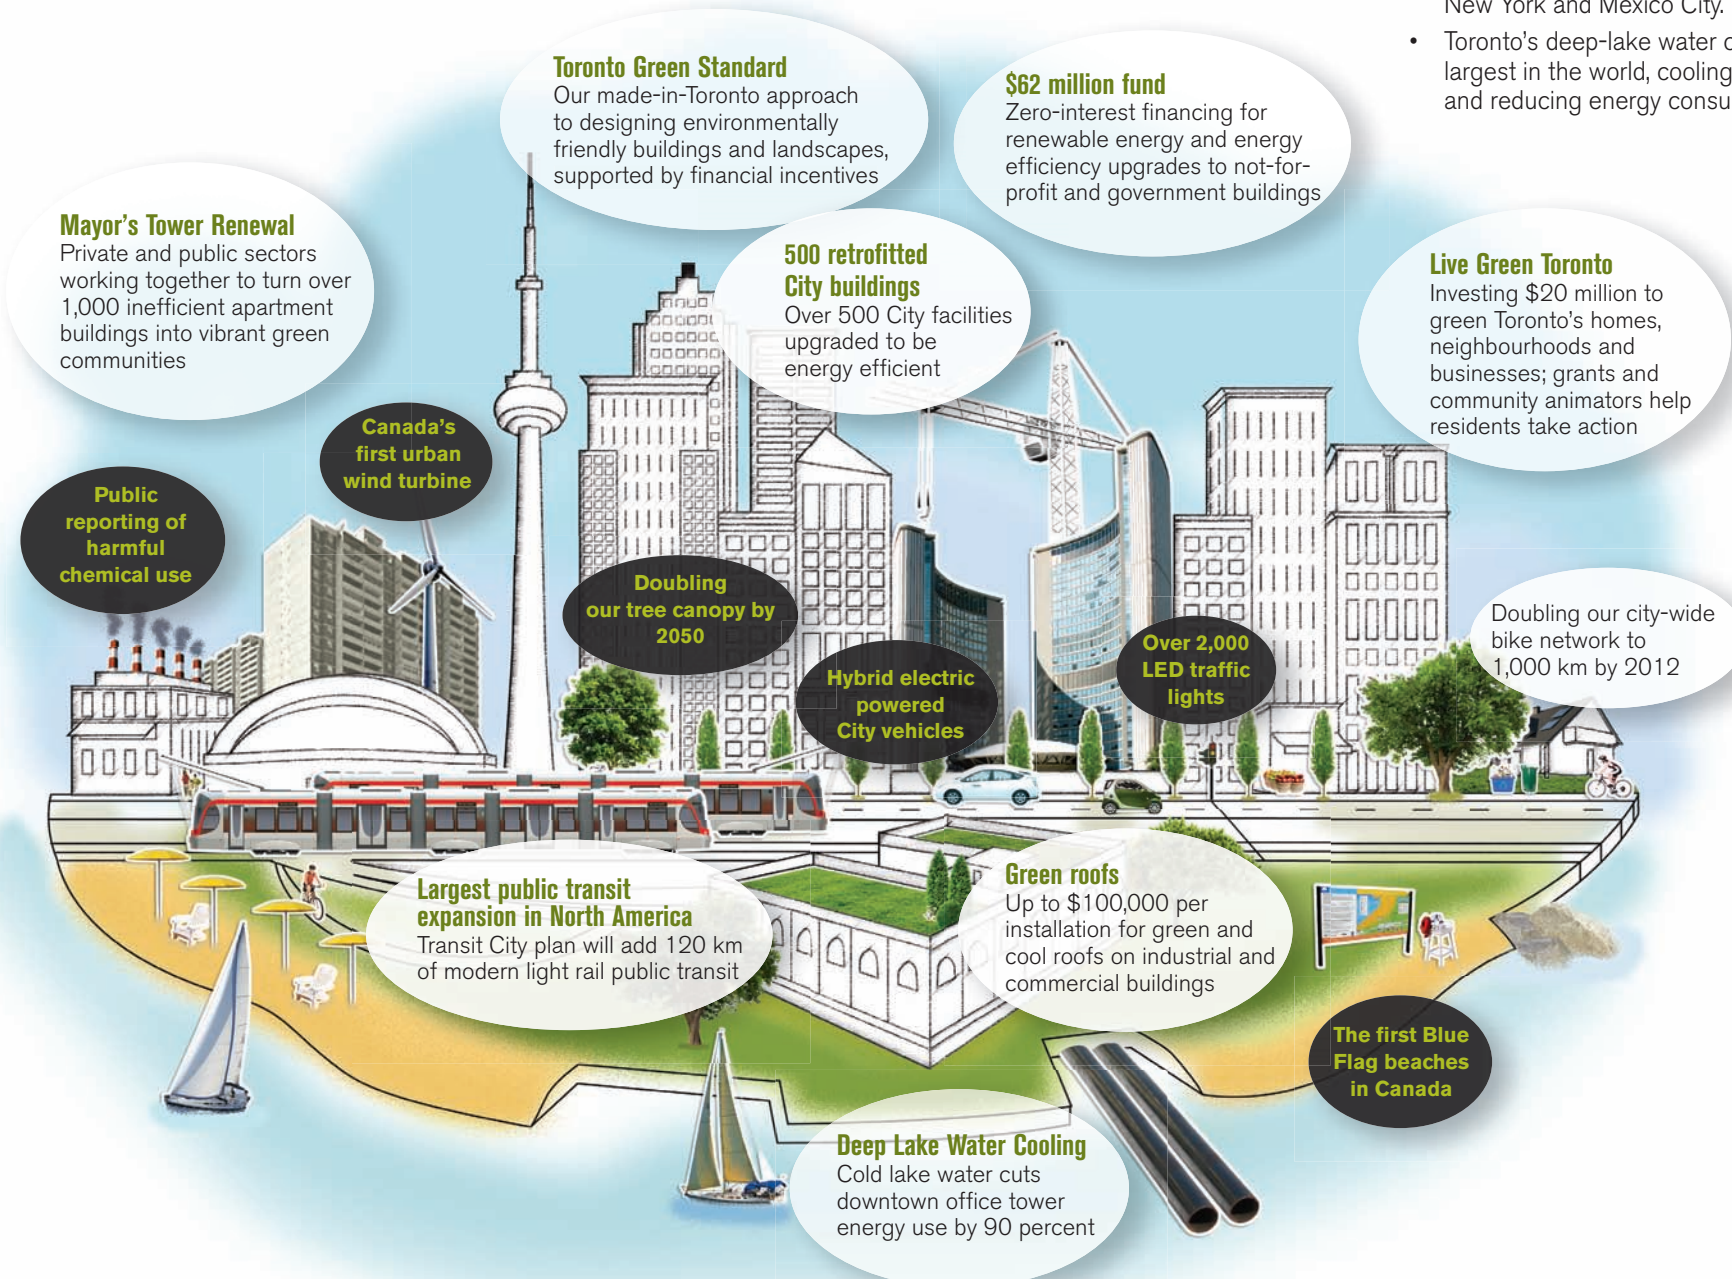 New York and Mexico City.
• Toronto's deep-lake water
largest in the world, cooling
and reducing energy
Toronto Green Standard
Our made-in-Toronto approach
to designing environmentally
friendly buildings and landscapes,
supported by financial incentives
$62 million fund
Zero-interest financing for
renewable energy and energy
efficiency upgrades to not-for-
profit and government buildings
Mayor's Tower Renewal
Private and public sectors
working together to turn over
1,000 inefficient apartment
buildings into vibrant green
communities
500 retrofitted
City buildings
Over 500 City facilities
upgraded to be
energy efficient
Live Green Toronto
Investing $20 million to
green Toronto's homes,
neighbourhoods and
businesses; grants and
community animators help
residents take action
Canada's
first urban
wind turbine
Public
reporting of
harmful
chemical use
Doubling
our tree canopy by
2050
Hybrid electric
powered
City vehicles
Over 2,000
LED traffic
lights
Doubling our city-wide
bike network to
1,000 km by 2012
Largest public transit
expansion in North America
Transit City plan will add 120 km
of modern light rail public transit
Green roofs
Up to $100,000 per
installation for green and
cool roofs on industrial and
commercial buildings
The first Blue
Flag beaches
in Canada
Deep Lake Water Cooling
Cold lake water cuts
downtown office tower
energy use by 90 percent